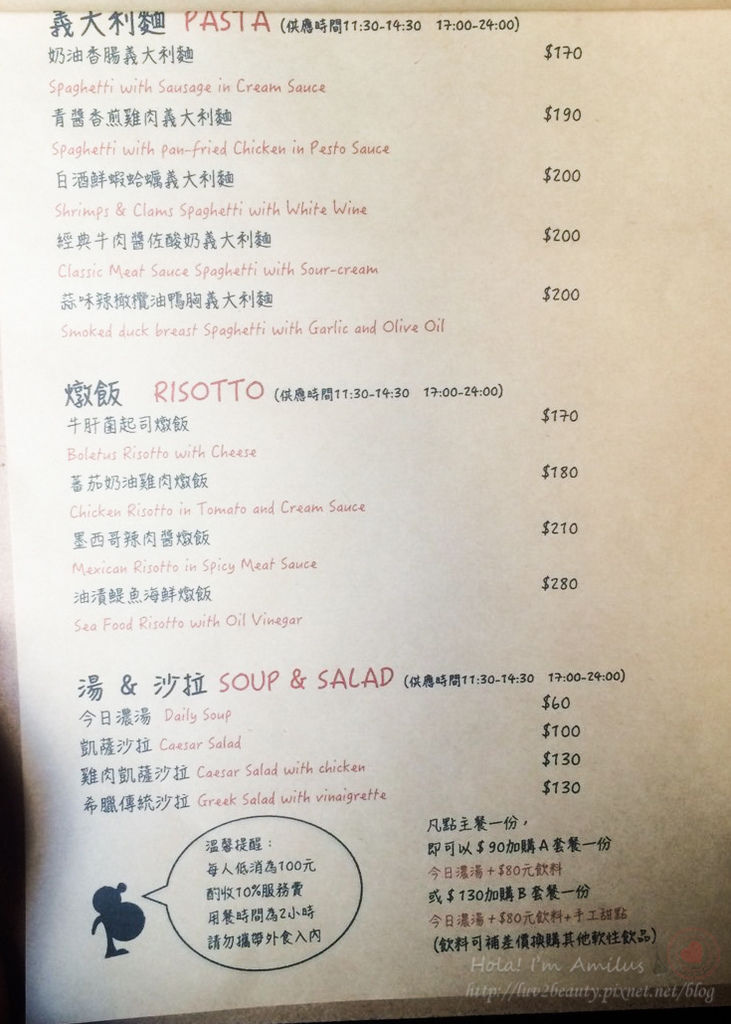 義大利麵 PASTA (供應時間11:30-14:30 17:00-24:00)
奶油香腸義大利麵 $170
Spaghetti with Sausage in Cream Sauce
青醬香煎雞肉義大利麵 $190
Spaghetti with pan-fried Chicken in Pesto Sauce
白酒鮮蝦蛤蠣義大利麵 $200
Shrimps & Clams Spaghetti with White Wine
經典牛肉醬佐酸奶義大利麵 $200
Classic Meat Sauce Spaghetti with Sour-cream
蒜味辣橄欖油鴨胸義大利麵 $200
Smoked duck breast Spaghetti with Garlic and Olive Oil
燉飯 RISOTTO (供應時間11:30-14:30 17:00-24:00)
牛肝菌起司燉飯 $170
Boletus Risotto with Cheese
蕃茄奶油雞肉燉飯 $180
Chicken Risotto in Tomato and Cream Sauce
墨西哥辣肉醬燉飯 $210
Mexican Risotto in Spicy Meat Sauce
油漬鯷魚海鮮燉飯 $280
Sea Food Risotto with Oil Vinegar
湯 & 沙拉 SOUP & SALAD (供應時間11:30-14:30 17:00-24:00)
今日濃湯 Daily Soup $60
凱薩沙拉 Caesar Salad $100
雞肉凱薩沙拉 Caesar Salad with chicken $130
希臘傳統沙拉 Greek Salad with vinaigrette $130
溫馨提醒：
每人低消為100元
酌收10%服務費
用餐時間為2小時
請勿攜帶外食入內
凡點主餐一份，
即可以$90加購A套餐一份
今日濃湯+$80元飲料
或$130加購B套餐一份
今日濃湯+$80元飲料+手工甜點
(飲料可補差價換購其他軟性飲品)
Hola! I'm Amilus
http://luv2beauty.pixnet.net/blog